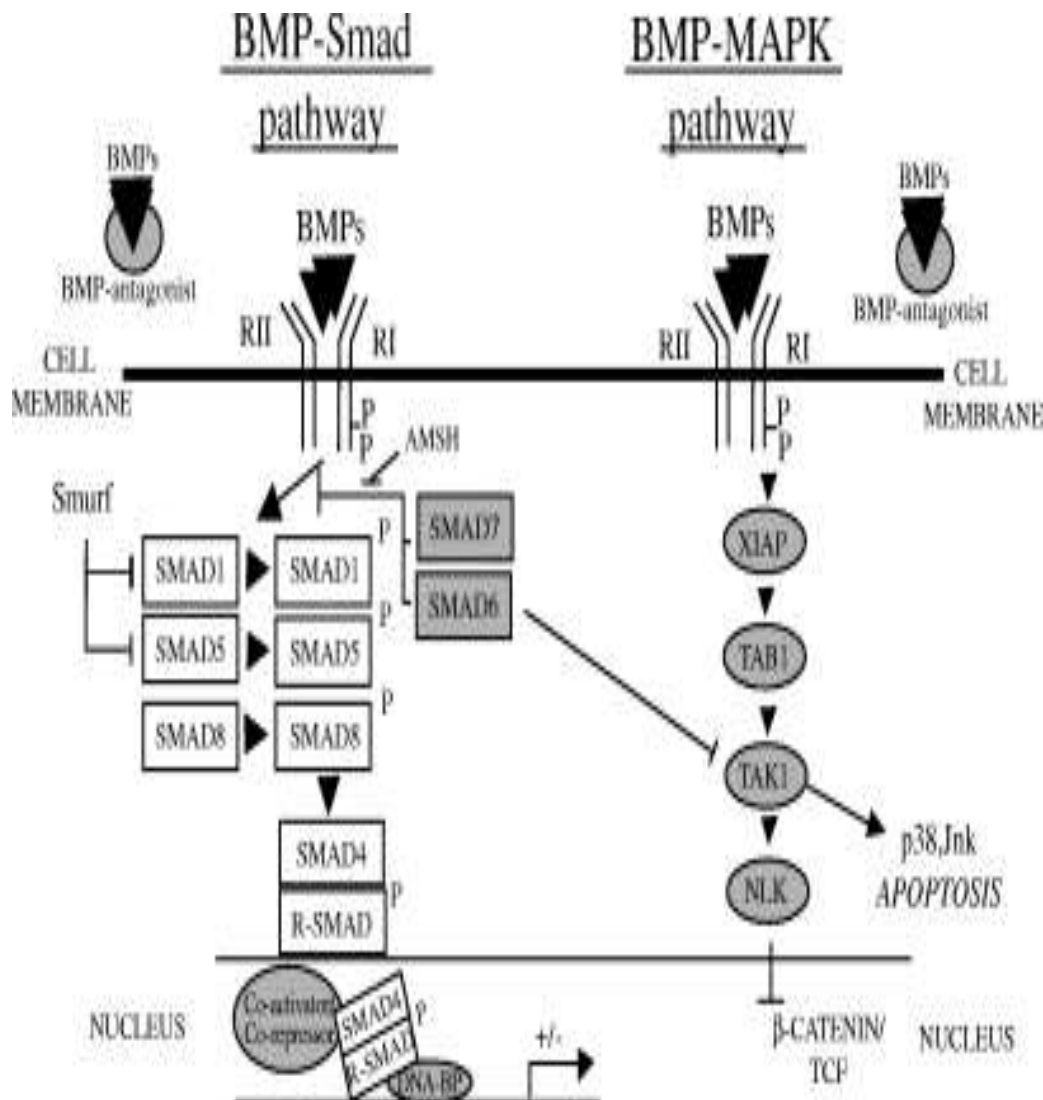 BMP-Smad
pathway
BMP-MAPK
pathway
BMPs
BMP-antagonist
BMPs
RII
RI
BMPs
RII
RI
BMPs
BMP-antagonist
CELL
MEMBRANE
CELL
MEMBRANE
P
P
AMSH
P
P
Smurf
SMAD1
SMAD1
P
SMAD7
SMAD6
SMAD5
SMAD5
P
SMAD8
SMAD8
P
XIAP
TAB1
TAK1
p38,Jnk
APOPTOSIS
NLK
SMAD4
R-SMAD
P
NUCLEUS
Co-activator
Co-repressor
SMAD4
R-SMAD
P
DNA-BP
+/-
β-CATENIN/
TCF
NUCLEUS